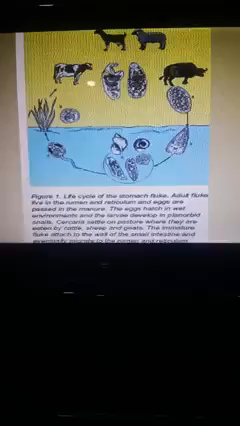 Figure 1. Life cycle of the stomach fluke. Adult fluke
live in the rumen and reticulum and eggs are
passed in the manure. The eggs hatch in wet
environments and the larvae develop in planorbid
snails. Cercaria settle on pasture where they are
eaten by cattle, sheep and goats. The immature
fluke attach to the wall of the small intestine and
eventually migrate to the rumen and reticulum